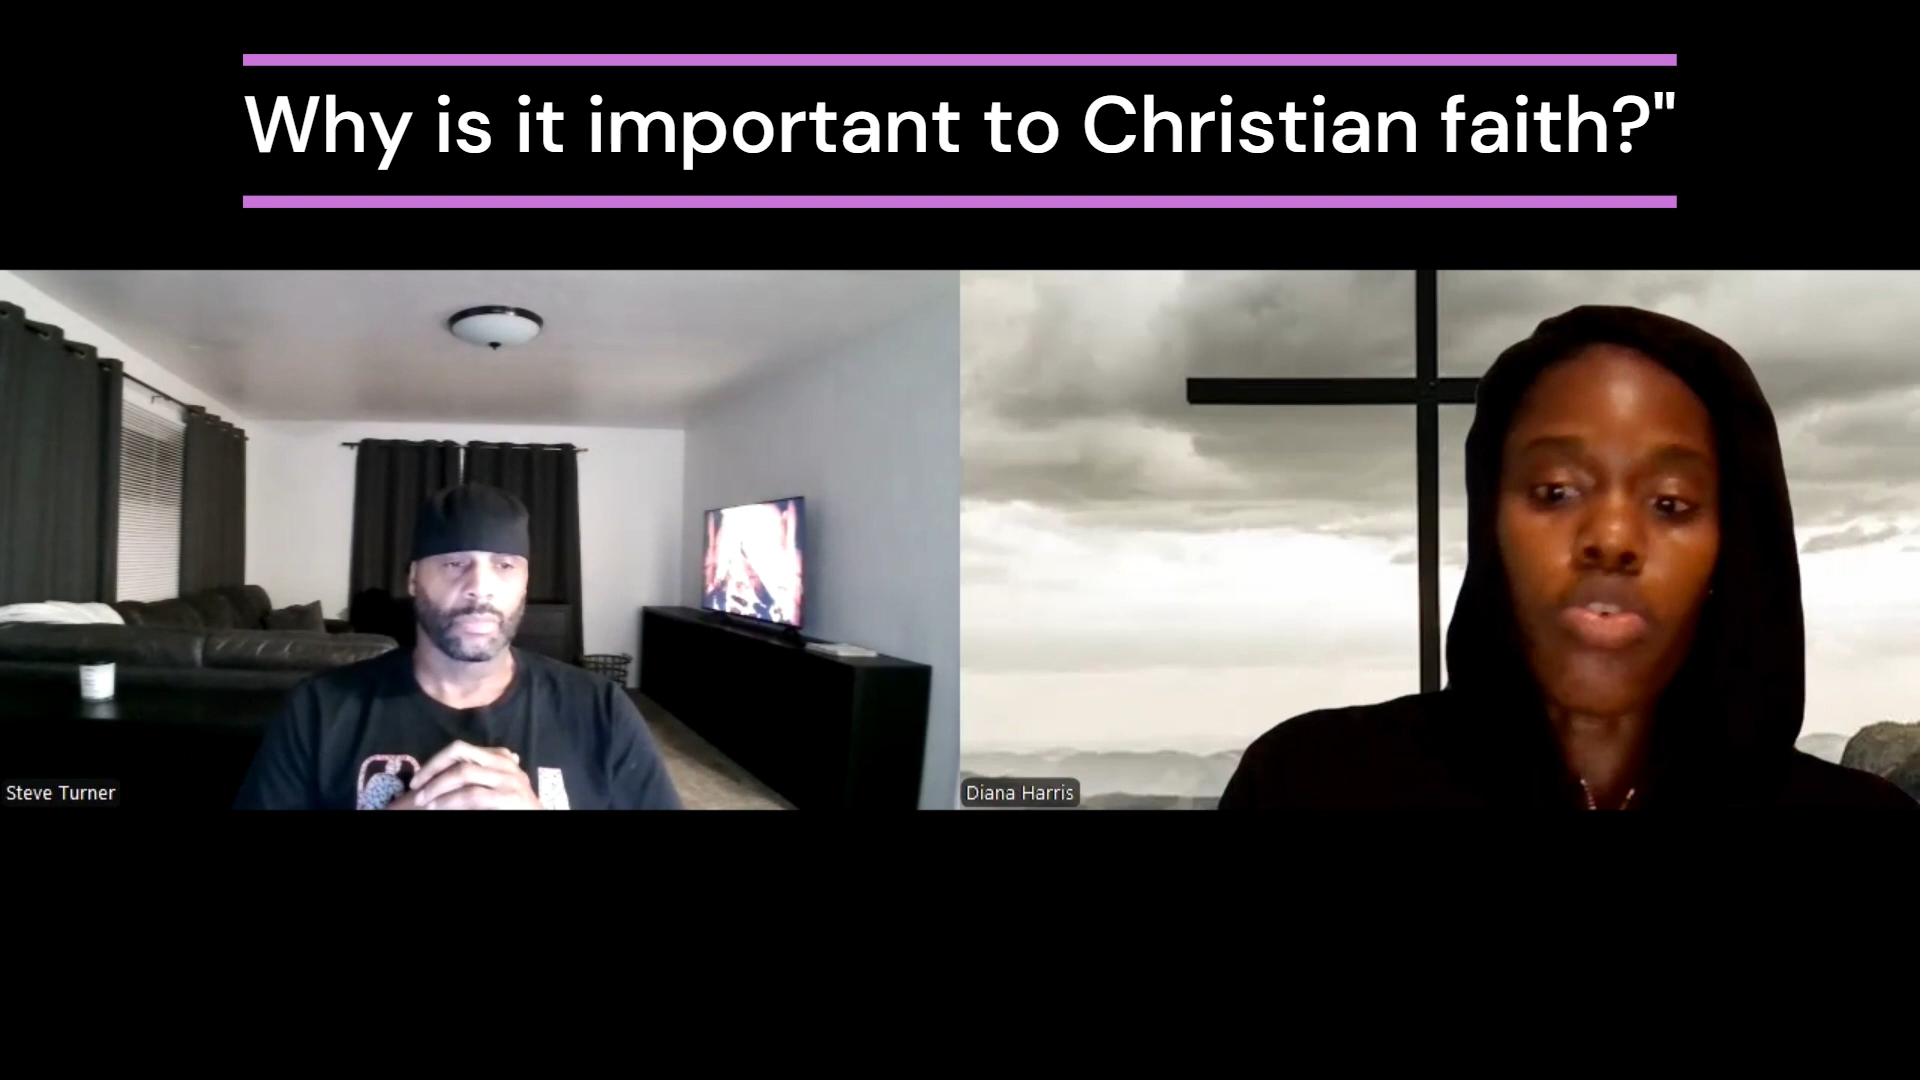 Why is it important to Christian faith?"
Steve Turner
Diana Harris